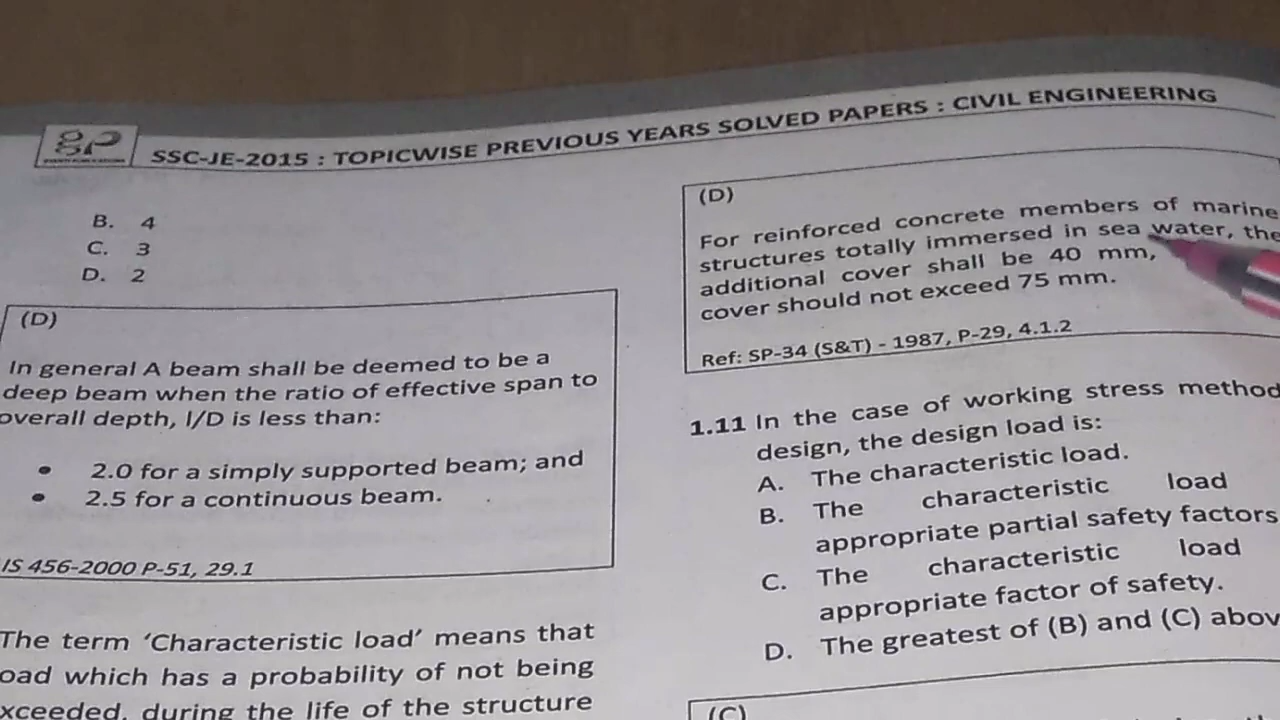 SSC-JE-2015 : TOPICWISE PREVIOUS YEARS SOLVED PAPERS : CIVIL ENGINEERING
B. 4
C. 3
D. 2
(D)
In general A beam shall be deemed to be a
deep beam when the ratio of effective span to
overall depth, l/D is less than:
• 2.0 for a simply supported beam; and
• 2.5 for a continuous beam.
IS 456-2000 P-51, 29.1
The term ‘Characteristic load’ means that
oad which has a probability of not being
xceeded, during the life of the structure
(D)
For reinforced concrete members of marine
structures totally immersed in sea water, the
additional cover shall be 40 mm,
cover should not exceed 75 mm.
Ref: SP-34 (S&T) - 1987, P-29, 4.1.2
1.11 In the case of working stress method
design, the design load is:
A. The characteristic load.
B. The characteristic load
appropriate partial safety factors
C. The characteristic load
appropriate factor of safety.
D. The greatest of (B) and (C) abov
(C)